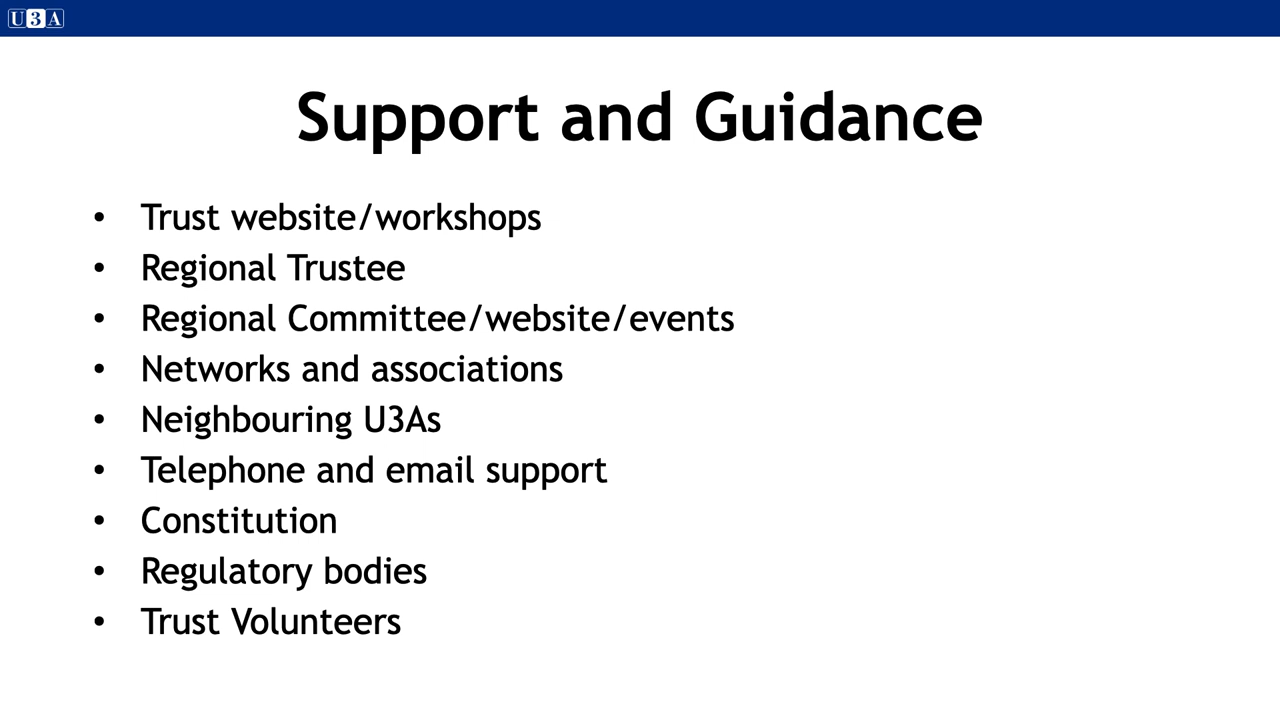 U3A
Support and Guidance
• Trust website/workshops
• Regional Trustee
• Regional Committee/website/events
• Networks and associations
• Neighbouring U3As
• Telephone and email support
• Constitution
• Regulatory bodies
• Trust Volunteers